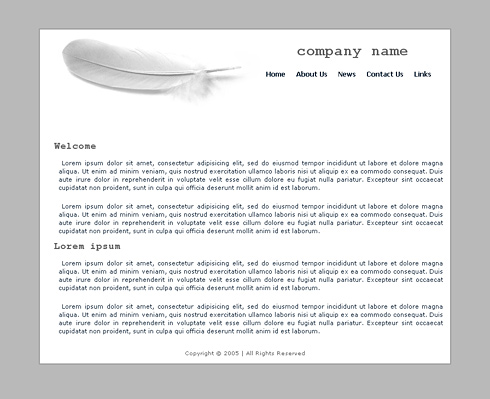 company name
Home About Us News Contact Us Links
Welcome
Lorem ipsum dolor sit amet, consectetur adipisicing elit, sed do eiusmod tempor incididunt ut labore et dolore magna
aliqua. Ut enim ad minim veniam, quis nostrud exercitation ullamco laboris nisi ut aliquip ex ea commodo consequat. Duis
aute irure dolor in reprehenderit in voluptate velit esse cillum dolore eu fugiat nulla pariatur. Excepteur sint occaecat
cupidatat non proident, sunt in culpa qui officia deserunt mollit anim id est laborum.
Lorem ipsum dolor sit amet, consectetur adipisicing elit, sed do eiusmod tempor incididunt ut labore et dolore magna
aliqua. Ut enim ad minim veniam, quis nostrud exercitation ullamco laboris nisi ut aliquip ex ea commodo consequat. Duis
aute irure dolor in reprehenderit in voluptate velit esse cillum dolore eu fugiat nulla pariatur. Excepteur sint occaecat
cupidatat non proident, sunt in culpa qui officia deserunt mollit anim id est laborum.
Lorem ipsum
Lorem ipsum dolor sit amet, consectetur adipisicing elit, sed do eiusmod tempor incididunt ut labore et dolore magna
aliqua. Ut enim ad minim veniam, quis nostrud exercitation ullamco laboris nisi ut aliquip ex ea commodo consequat. Duis
aute irure dolor in reprehenderit in voluptate velit esse cillum dolore eu fugiat nulla pariatur. Excepteur sint occaecat
cupidatat non proident, sunt in culpa qui officia deserunt mollit anim id est laborum.
Lorem ipsum dolor sit amet, consectetur adipisicing elit, sed do eiusmod tempor incididunt ut labore et dolore magna
aliqua. Ut enim ad minim veniam, quis nostrud exercitation ullamco laboris nisi ut aliquip ex ea commodo consequat. Duis
aute irure dolor in reprehenderit in voluptate velit esse cillum dolore eu fugiat nulla pariatur. Excepteur sint occaecat
cupidatat non proident, sunt in culpa qui officia deserunt mollit anim id est laborum.
Copyright © 2005 | All Rights Reserved